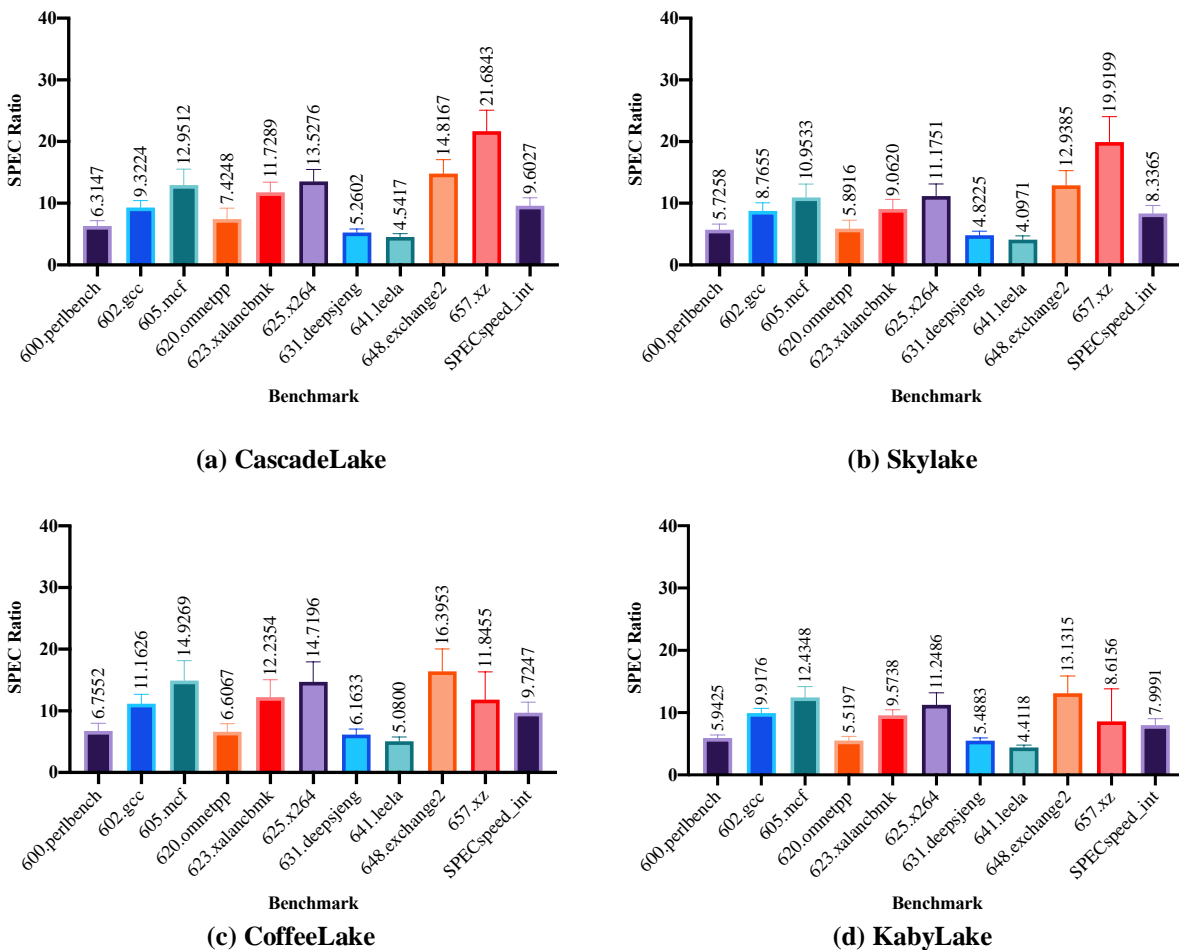 SPEC Ratio
40
30
20
10
0
6.3147
9.3224
12.9512
7.4248
11.7289
13.5276
5.2602
4.5417
14.8167
21.6843
9.6027
600.perlbench
602.gcc
605.mcf
620.omnetpp
623.xalancbmk
625.x264
631.deepsjeng
641.leela
648.exchange2
657.xz
SPECspeed_int
Benchmark
(a) CascadeLake
SPEC Ratio
40
30
20
10
0
5.7258
8.7655
10.9533
5.8916
9.0620
11.1751
4.8225
4.0971
12.9385
19.9199
8.3365
600.perlbench
602.gcc
605.mcf
620.omnetpp
623.xalancbmk
625.x264
631.deepsjeng
641.leela
648.exchange2
657.xz
SPECspeed_int
Benchmark
(b) Skylake
SPEC Ratio
40
30
20
10
0
6.7552
11.1626
14.9269
6.6067
12.2354
14.7196
6.1633
5.0800
16.3953
11.8455
9.7247
600.perlbench
602.gcc
605.mcf
620.omnetpp
623.xalancbmk
625.x264
631.deepsjeng
641.leela
648.exchange2
657.xz
SPECspeed_int
Benchmark
(c) CoffeeLake
SPEC Ratio
40
30
20
10
0
5.9425
9.9176
12.4348
5.5197
9.5738
11.2486
5.4883
4.4118
13.1315
8.6156
7.9991
600.perlbench
602.gcc
605.mcf
620.omnetpp
623.xalancbmk
625.x264
631.deepsjeng
641.leela
648.exchange2
657.xz
SPECspeed_int
Benchmark
(d) KabyLake